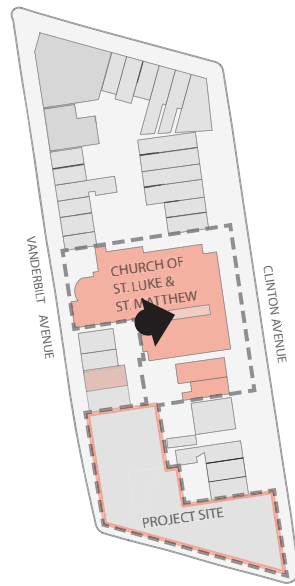 CHURCH OF
ST. LUKE &
ST. MATTHEW
VANDERBILT AVENUE
CLINTON AVENUE
PROJECT SITE